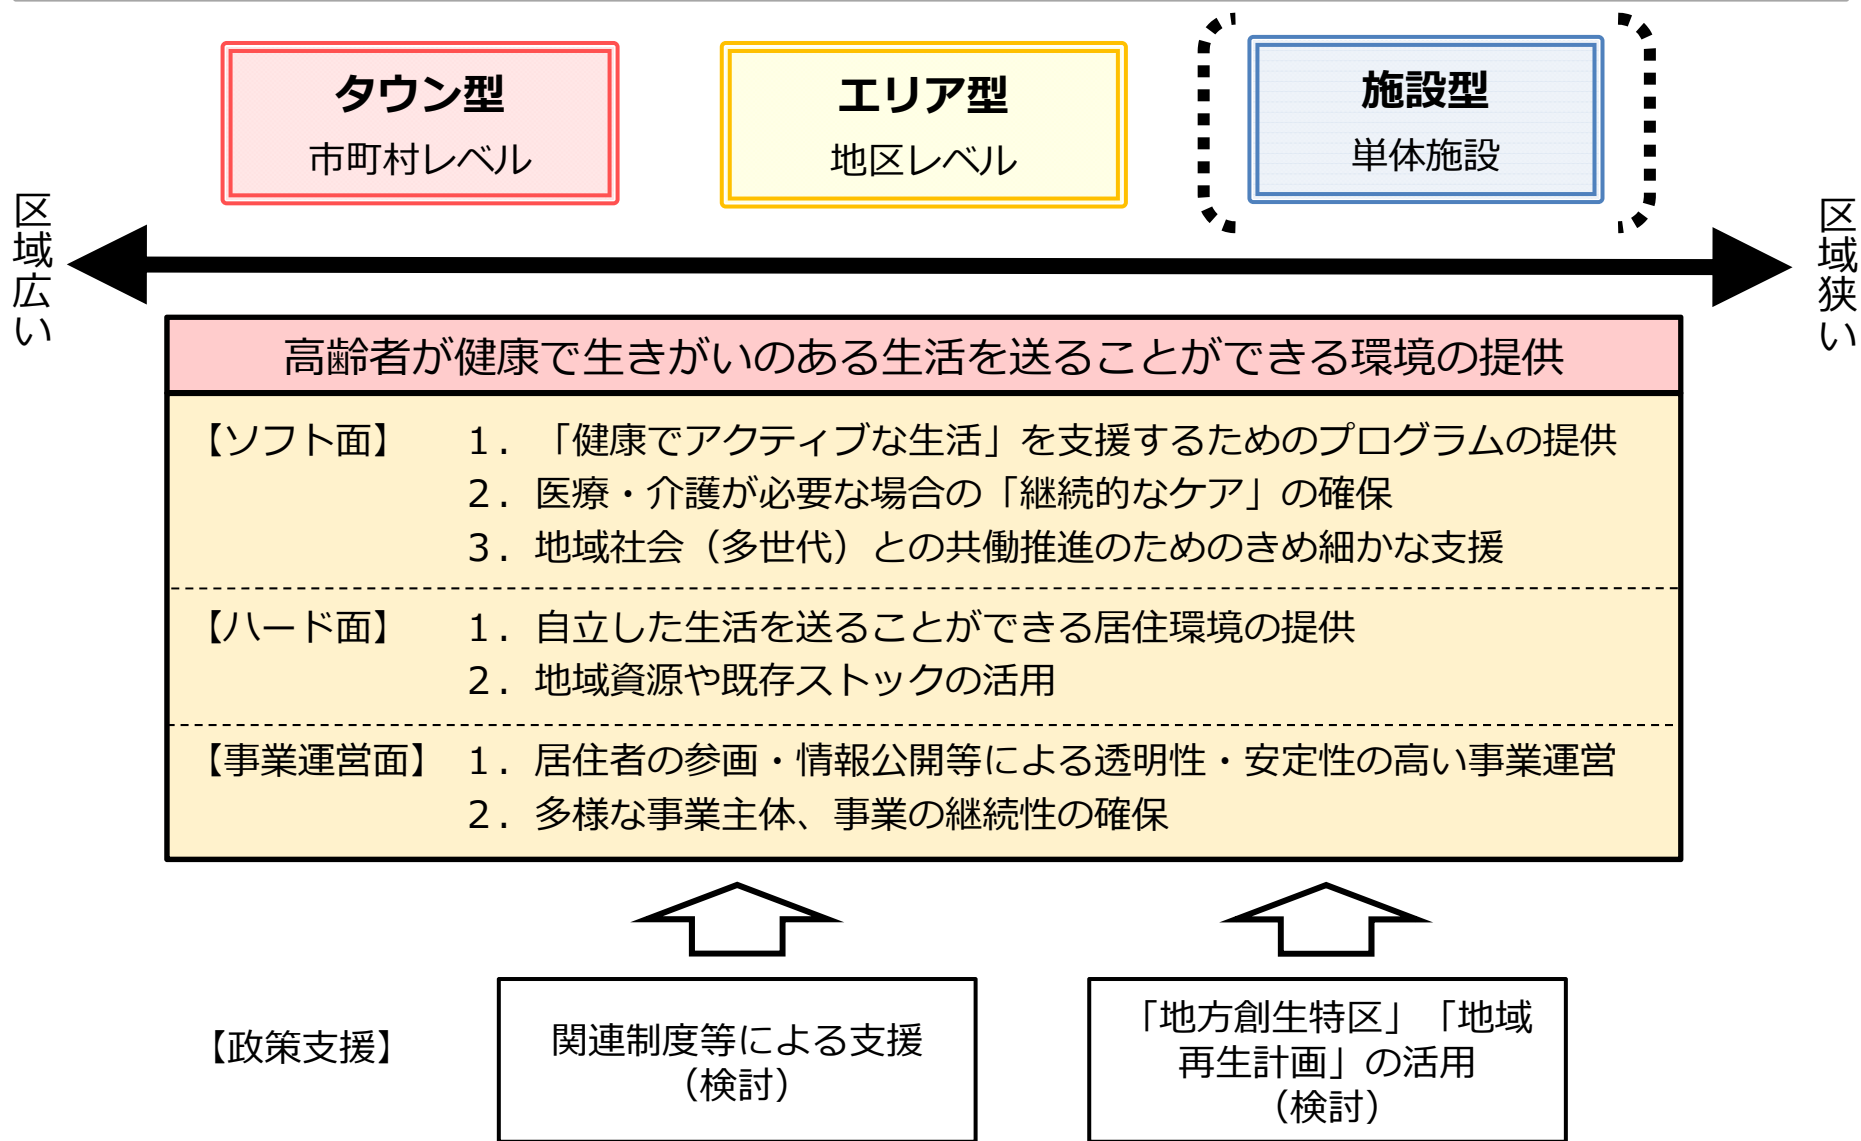 タウン型
市町村レベル
エリア型
地区レベル
施設型
単体施設
区域広い
区域狭い
高齢者が健康で生きがいのある生活を送ることができる環境の提供
【ソフト面】 １．「健康でアクティブな生活」を支援するためのプログラムの提供
２．医療・介護が必要な場合の「継続的なケア」の確保
３．地域社会（多世代）との共働推進のためのきめ細かな支援
【ハード面】 １．自立した生活を送ることができる居住環境の提供
２．地域資源や既存ストックの活用
【事業運営面】 １．居住者の参画・情報公開等による透明性・安定性の高い事業運営
２．多様な事業主体、事業の継続性の確保
【政策支援】
関連制度等による支援
（検討）
「地方創生特区」「地域
再生計画」の活用
（検討）